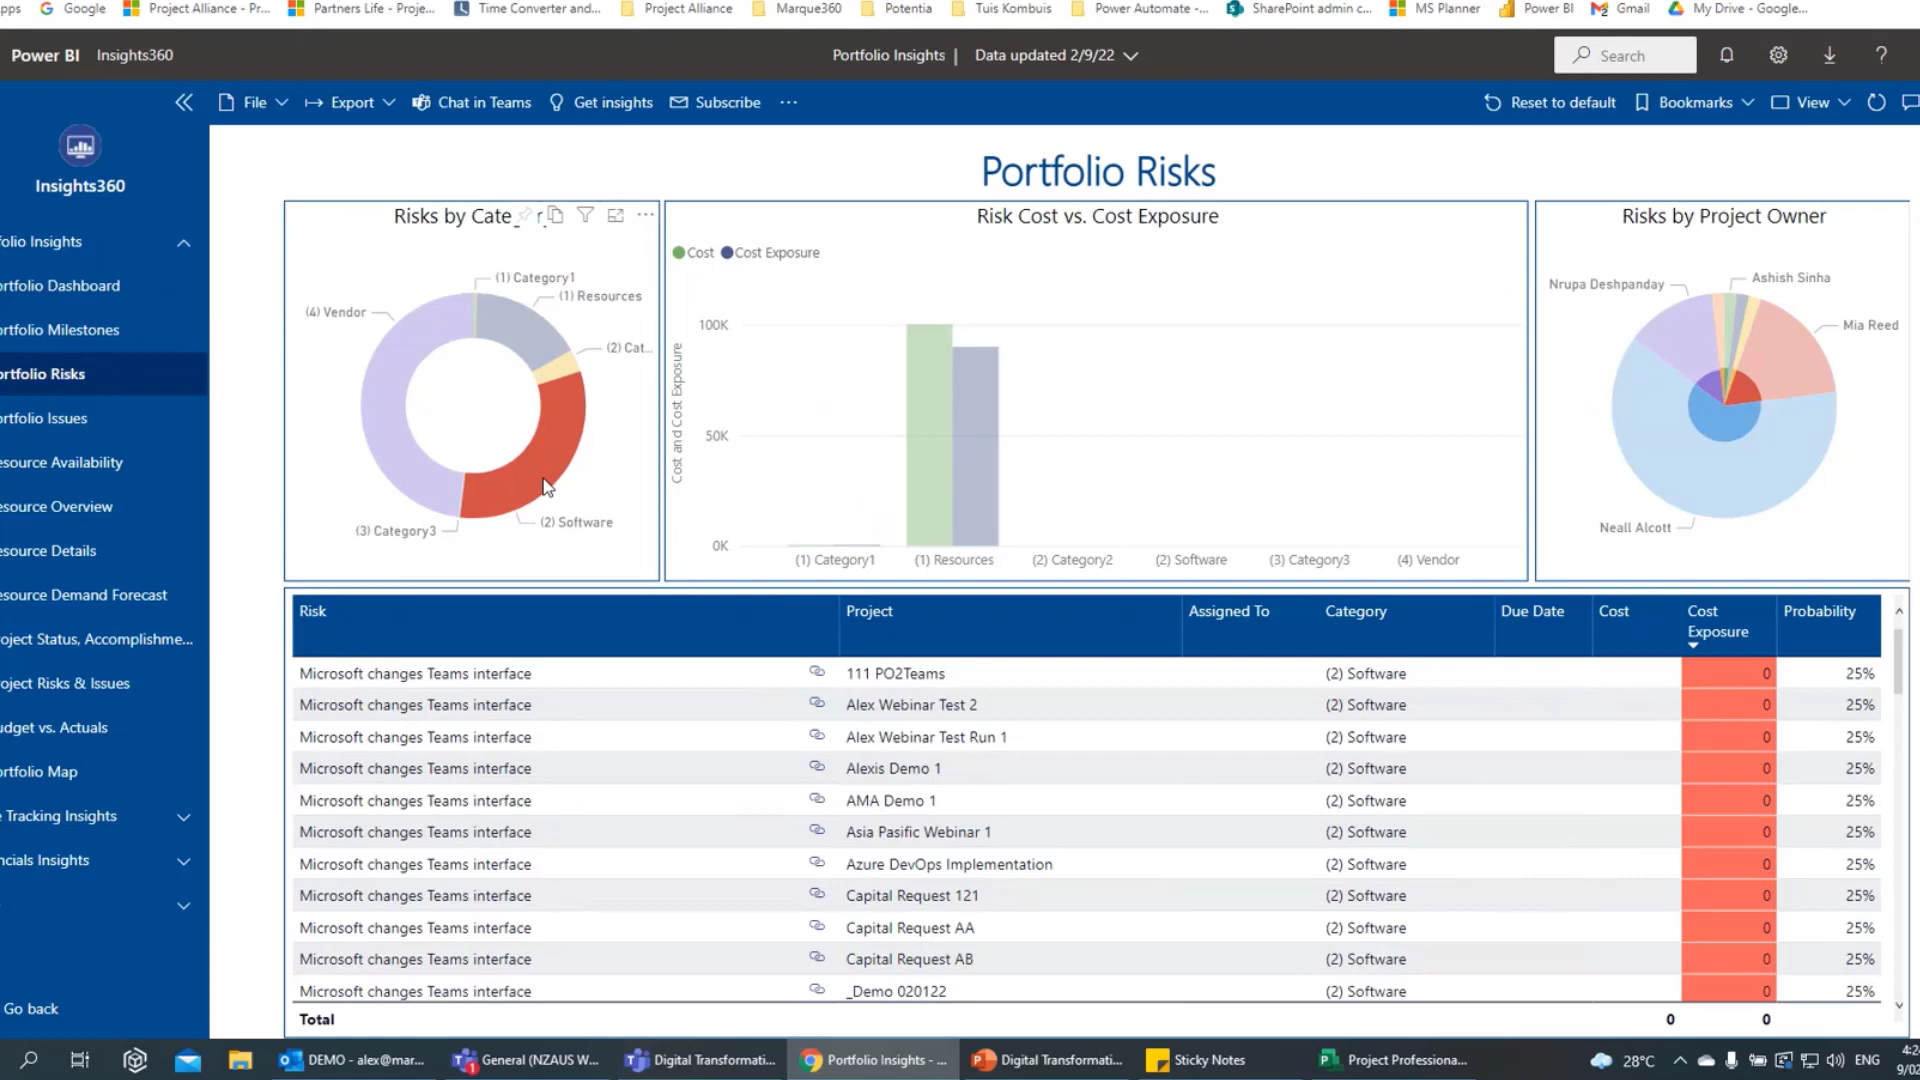 pps Google Project Alliance - Pr... Partners Life - Proje... Time Converter and... Project Alliance Marque360 Potentia Tuis Kombuis Power Automate -... SharePoint admin c... MS Planner Power BI Gmail My Drive - Google...
Power BI Insights360 Portfolio Insights | Data updated 2/9/22 Search
File Export Chat in Teams Get insights Subscribe ... Reset to default Bookmarks View
Insights360
folio Insights
ortfolio Dashboard
ortfolio Milestones
ortfolio Risks
ortfolio Issues
esource Availability
esource Overview
esource Details
esource Demand Forecast
oject Status, Accomplishme...
oject Risks & Issues
udget vs. Actuals
ortfolio Map
e Tracking Insights
ncials Insights
Go back
Portfolio Risks
Risks by Cate
(1) Category1
(1) Resources
(4) Vendor
(2) Cat...
(2) Software
(3) Category3
Risk Cost vs. Cost Exposure
Cost Cost Exposure
Cost and Cost Exposure
100K
50K
0K
(1) Category1 (1) Resources (2) Category2 (2) Software (3) Category3 (4) Vendor
Risks by Project Owner
Ashish Sinha
Nrupa Deshpanday
Mia Reed
Neall Alcott
Risk Project Assigned To Category Due Date Cost Cost Exposure Probability
Microsoft changes Teams interface 111 PO2Teams (2) Software 0 25%
Microsoft changes Teams interface Alex Webinar Test 2 (2) Software 0 25%
Microsoft changes Teams interface Alex Webinar Test Run 1 (2) Software 0 25%
Microsoft changes Teams interface Alexis Demo 1 (2) Software 0 25%
Microsoft changes Teams interface AMA Demo 1 (2) Software 0 25%
Microsoft changes Teams interface Asia Pasific Webinar 1 (2) Software 0 25%
Microsoft changes Teams interface Azure DevOps Implementation (2) Software 0 25%
Microsoft changes Teams interface Capital Request 121 (2) Software 0 25%
Microsoft changes Teams interface Capital Request AA (2) Software 0 25%
Microsoft changes Teams interface Capital Request AB (2) Software 0 25%
Microsoft changes Teams interface _Demo 020122 (2) Software 0 25%
Total 0 0
DEMO - alex@mar... General (NZAUS W... Digital Transformati... Portfolio Insights - ... Digital Transformati... Sticky Notes Project Professiona... 28°C ENG
4:2
9/02